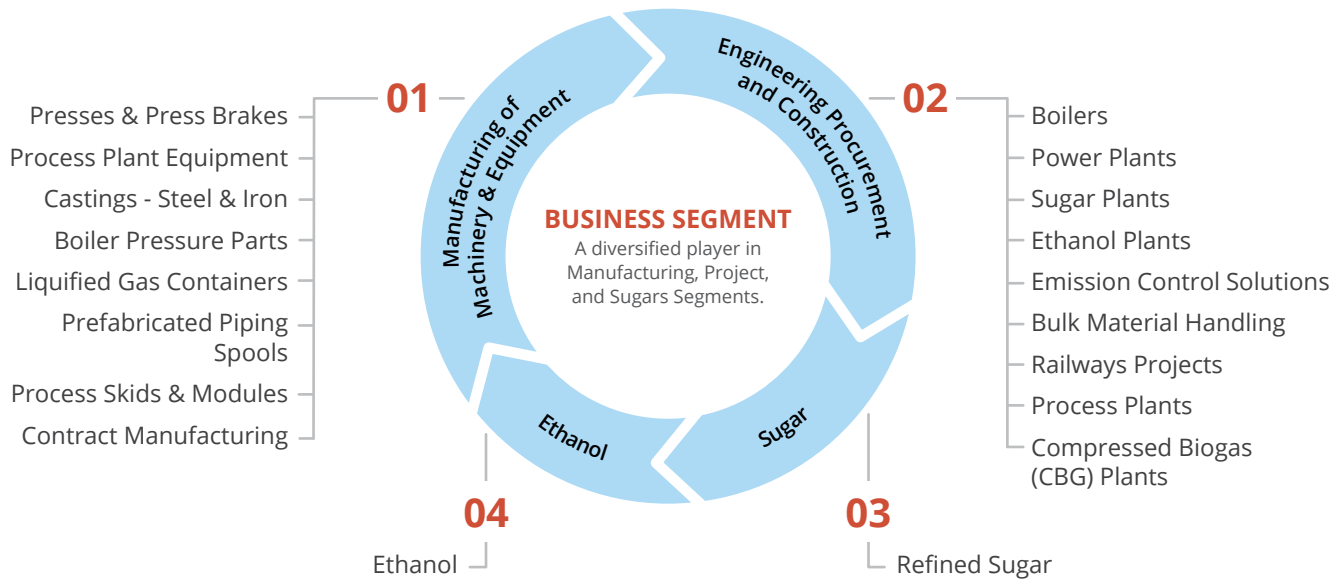 01
Manufacturing of
Machinery & Equipment
Presses & Press Brakes
Process Plant Equipment
Castings - Steel & Iron
Boiler Pressure Parts
Liquified Gas Containers
Prefabricated Piping
Spools
Process Skids & Modules
Contract Manufacturing
BUSINESS SEGMENT
A diversified player in
Manufacturing, Project,
and Sugars Segments.
02
Engineering Procurement
and Construction
Boilers
Power Plants
Sugar Plants
Ethanol Plants
Emission Control Solutions
Bulk Material Handling
Railways Projects
Process Plants
Compressed Biogas
(CBG) Plants
Sugar
03
Refined Sugar
Ethanol
04
Ethanol